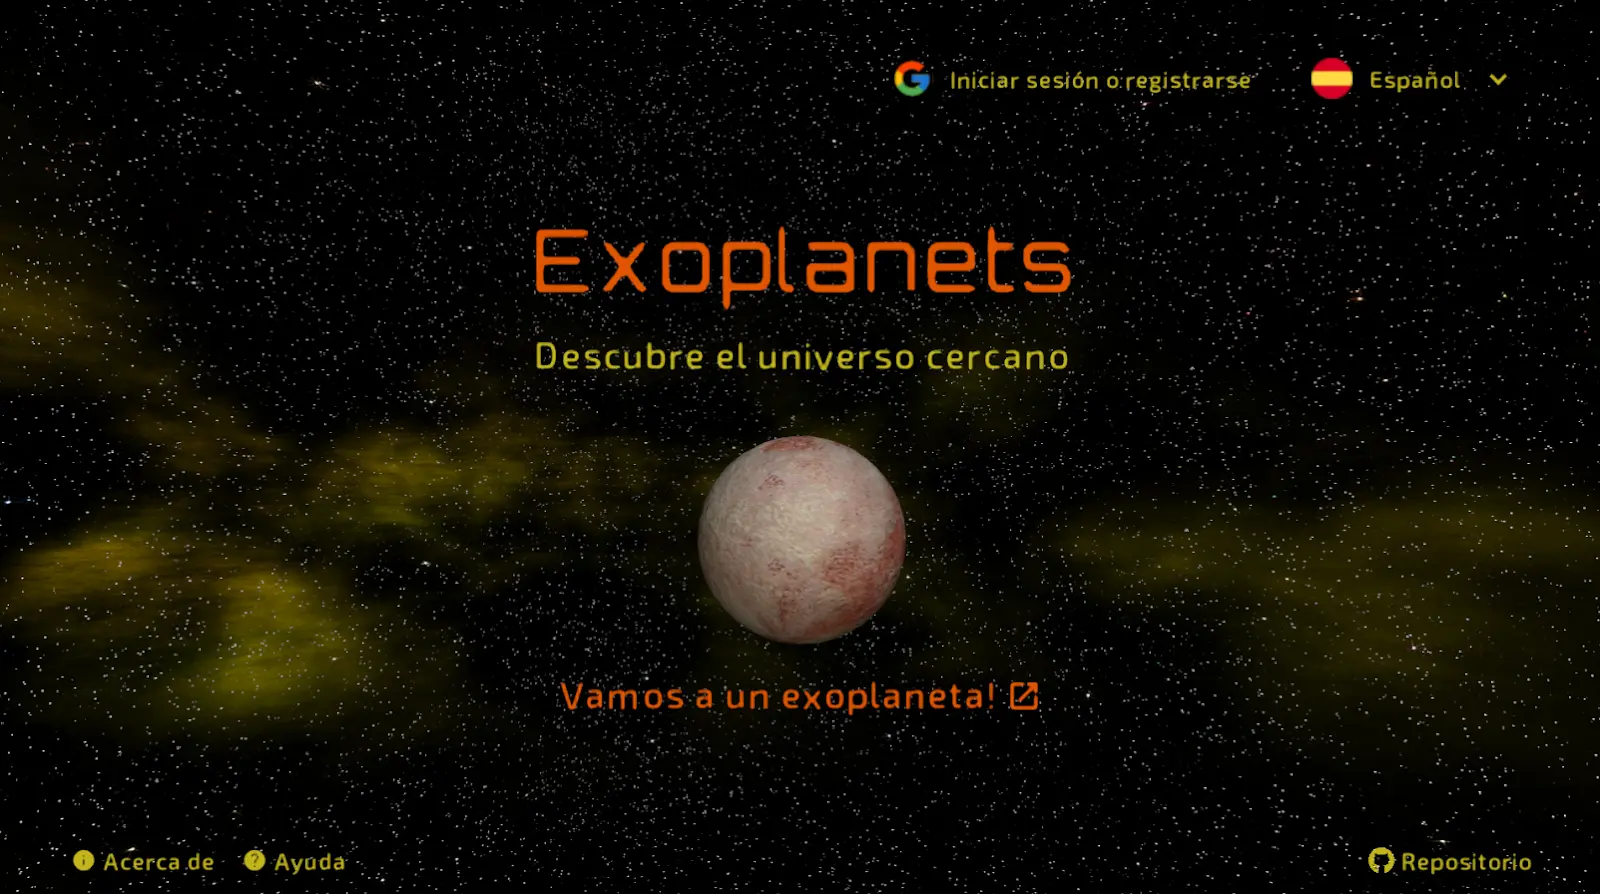 Iniciar sesión o registrarse
Español
Exoplanets
Descubre el universo cercano
Vamos a un exoplaneta!
Acerca de
Ayuda
Repositorio